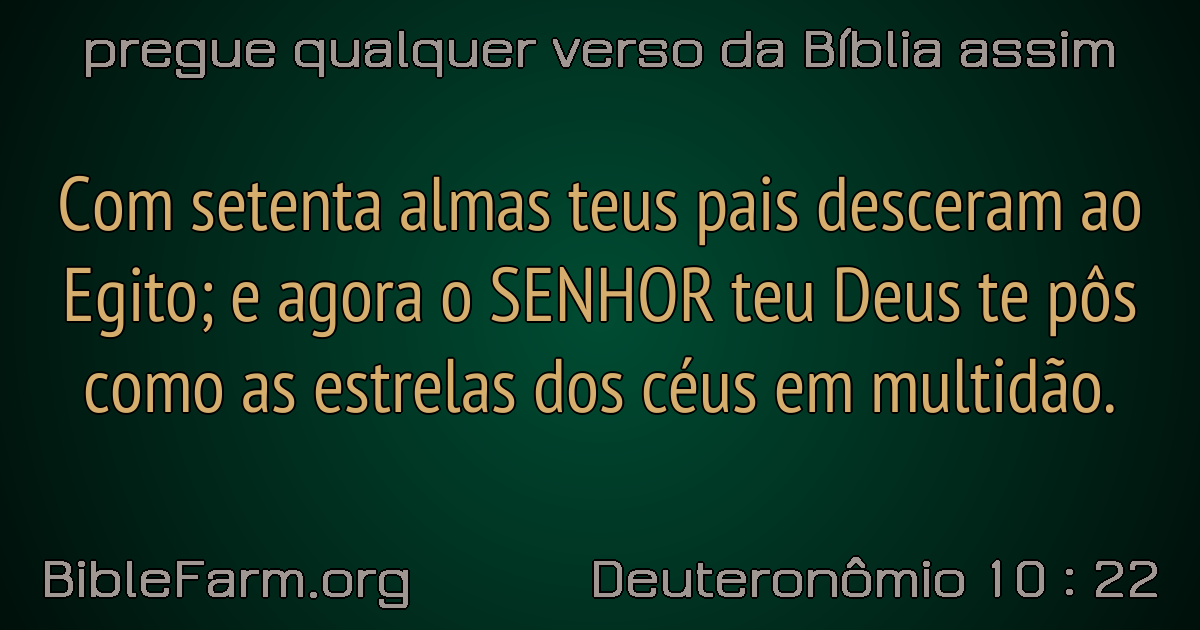 pregue qualquer verso da Bíblia assim
Com setenta almas teus pais desceram ao
Egito; e agora o SENHOR teu Deus te pôs
como as estrelas dos céus em multidão.
BibleFarm.org
Deuteronômio 10 : 22